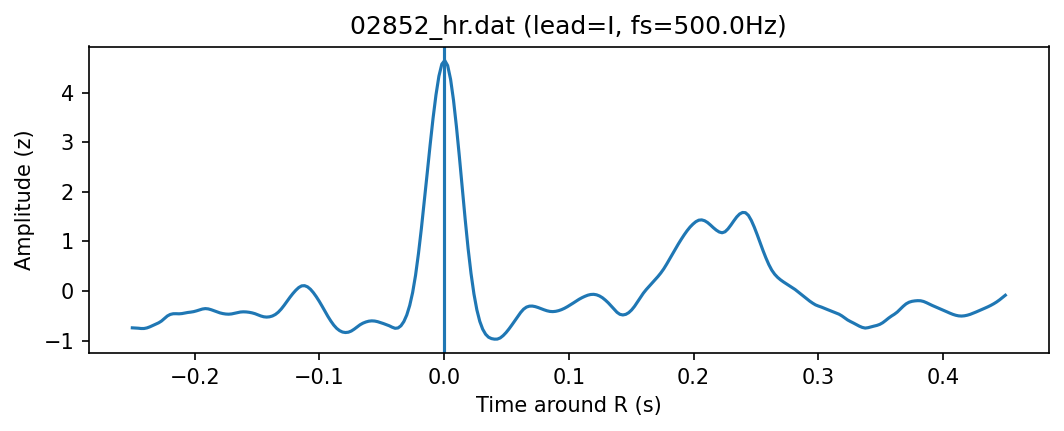 02852_hr.dat (lead=I, fs=500.0Hz)
Amplitude (z)
4
3
2
1
0
−1
−0.2 −0.1 0.0 0.1 0.2 0.3 0.4
Time around R (s)